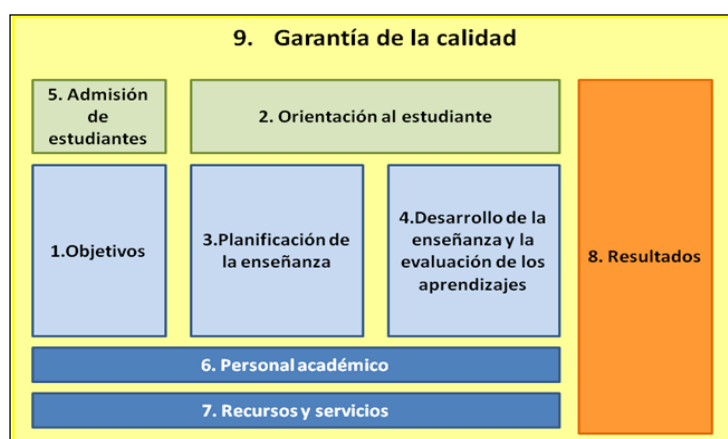 9. Garantía de la calidad
5. Admisión
de
estudiantes
2. Orientación al estudiante
1.Objetivos
3.Planificación de
la enseñanza
4.Desarrollo de la
enseñanza y la
evaluación de los
aprendizajes
8. Resultados
6. Personal académico
7. Recursos y servicios